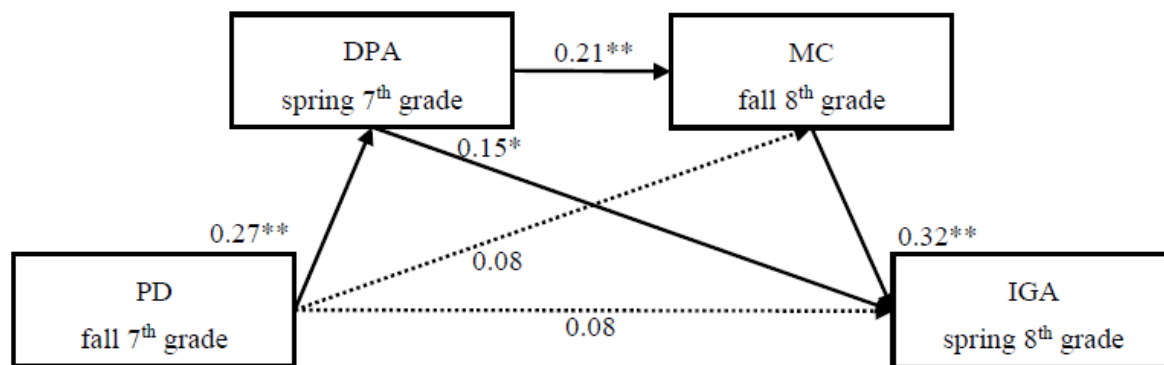 DPA
spring 7th grade
0.21**
MC
fall 8th grade
0.15*
0.27**
0.08
0.32**
PD
fall 7th grade
0.08
IGA
spring 8th grade